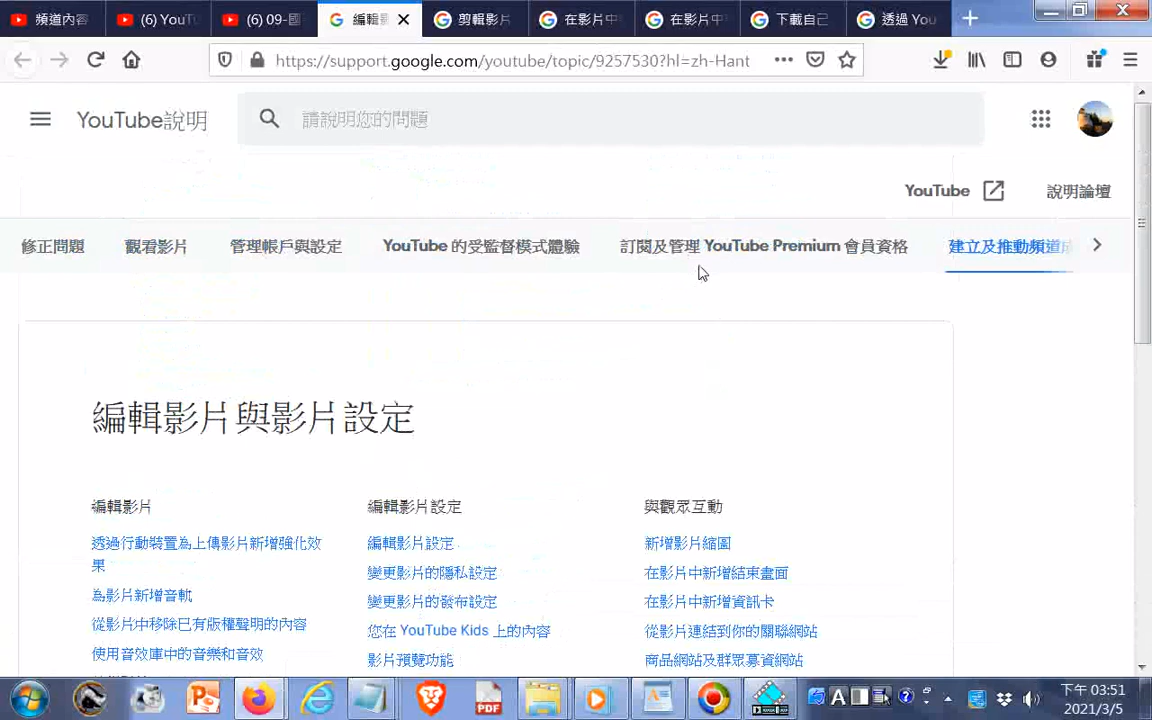 頻道內容
(6) YouTu
(6) 09-國
編輯影
剪輯影片
在影片中
在影片中
下載自己
透過 You
https://support.google.com/youtube/topic/9257530?hl=zh-Hant
YouTube說明
請說明您的問題
YouTube
說明論壇
修正問題
觀看影片
管理帳戶與設定
YouTube 的受監督模式體驗
訂閱及管理 YouTube Premium 會員資格
建立及推動頻道成
編輯影片與影片設定
編輯影片
編輯影片設定
與觀眾互動
透過行動裝置為上傳影片新增強化效
果
編輯影片設定
新增影片縮圖
變更影片的隱私設定
在影片中新增結束畫面
為影片新增音軌
變更影片的發布設定
在影片中新增資訊卡
從影片中移除已有版權聲明的內容
您在 YouTube Kids 上的內容
從影片連結到你的關聯網站
使用音效庫中的音樂和音效
影片預覽功能
商品網站及群眾募資網站
PDF
A
下午 03:51
2021/3/5